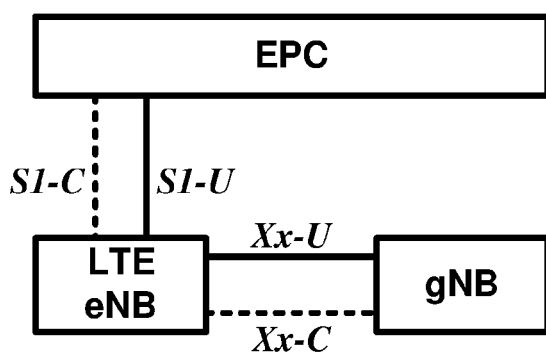 EPC
S1-C
S1-U
Xx-U
LTE
eNB
gNB
Xx-C